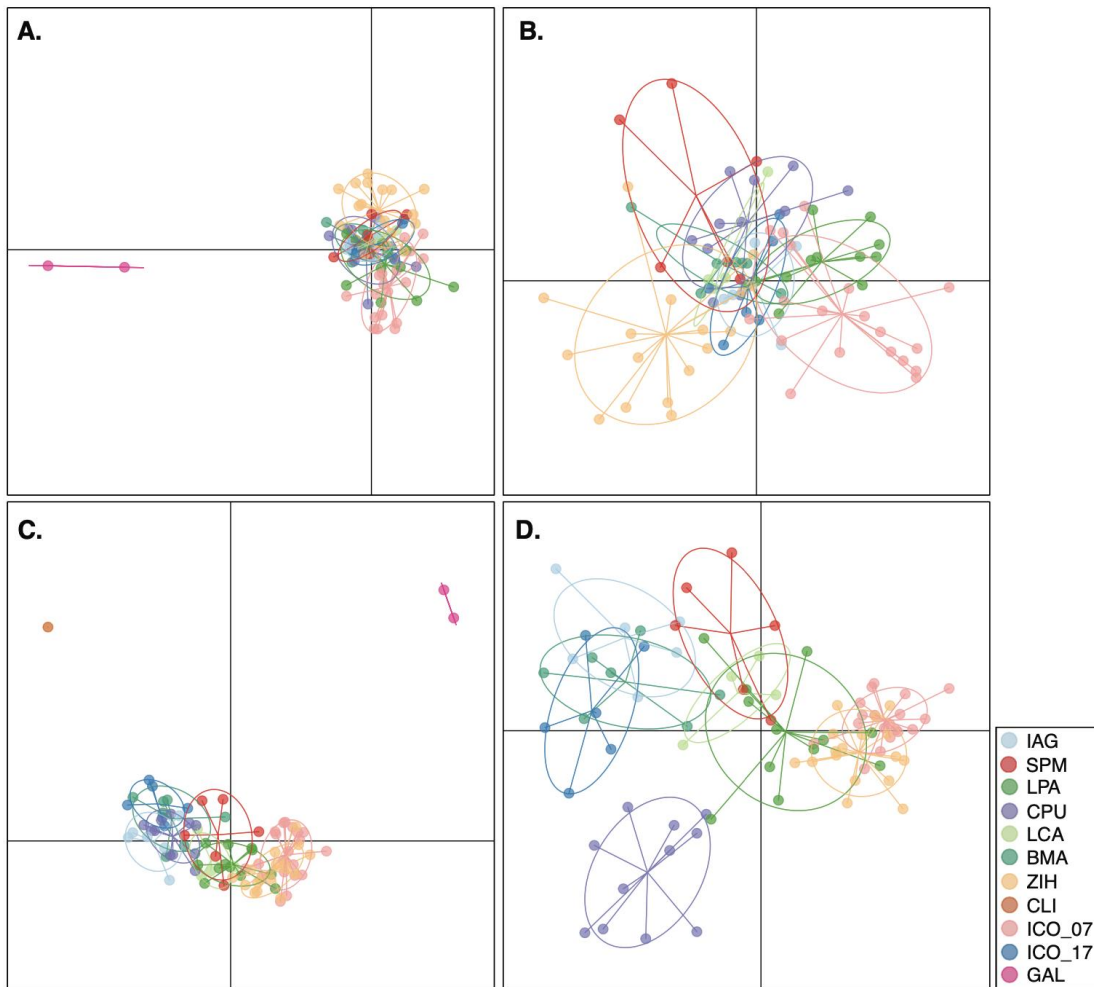 A.
B.
C.
D.
IAG
SPM
LPA
CPU
LCA
BMA
ZIH
CLI
ICO_07
ICO_17
GAL